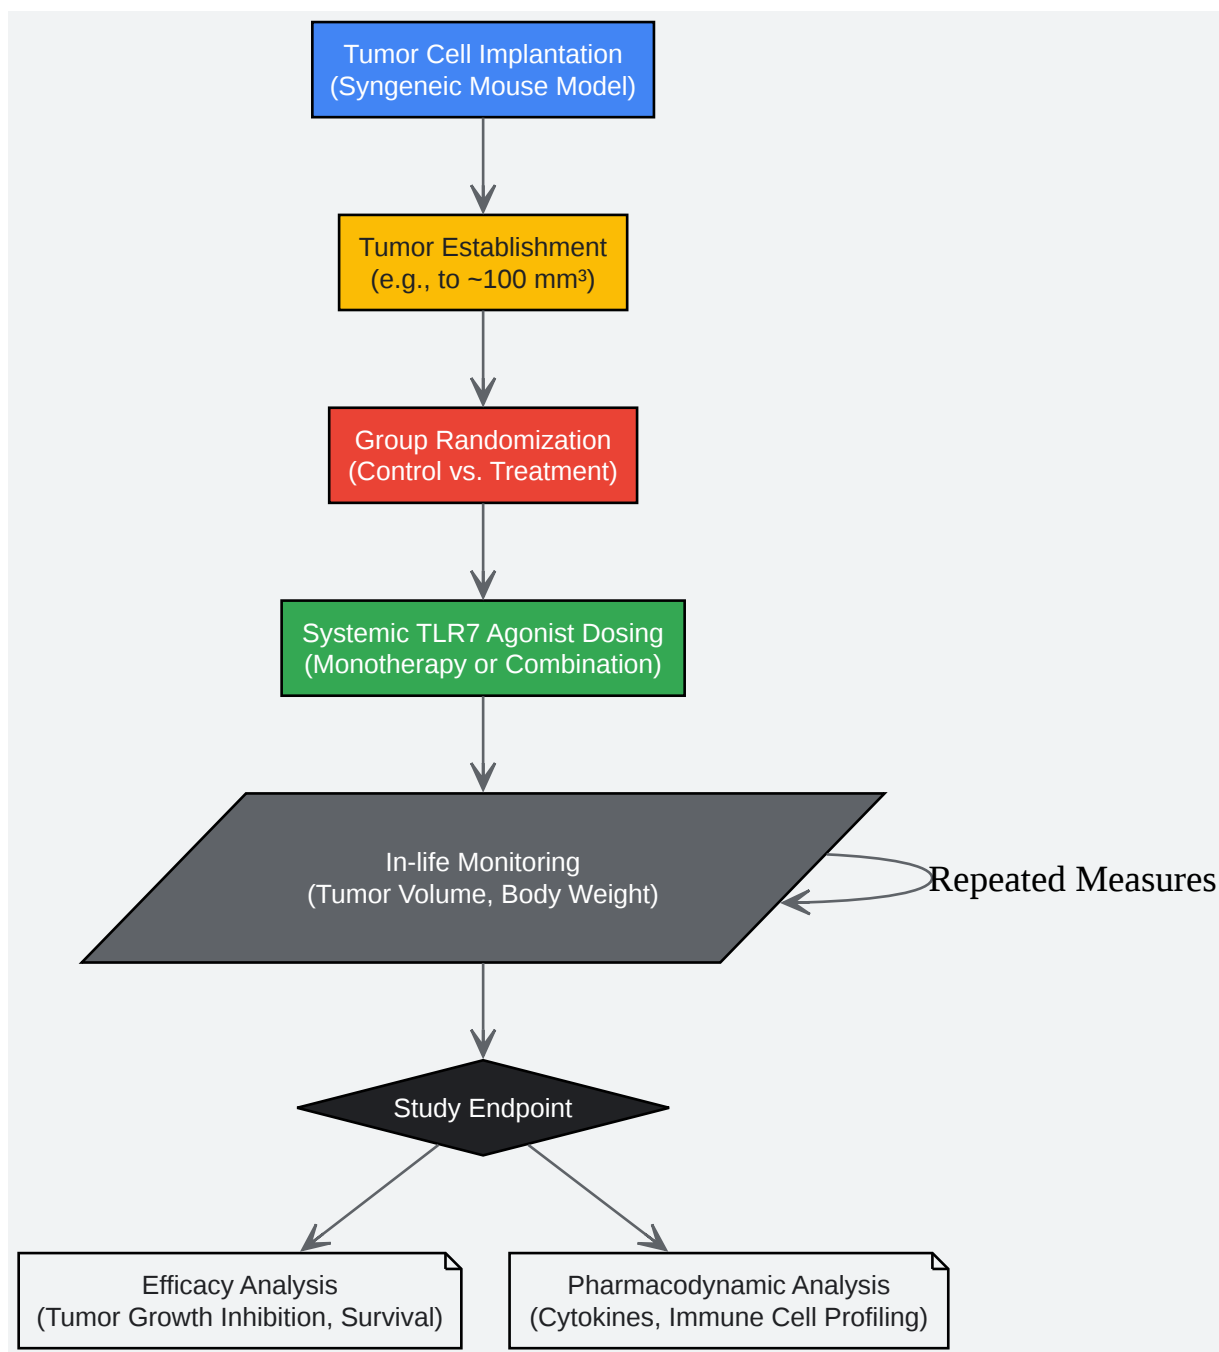 Tumor Cell Implantation
(Syngeneic Mouse Model)
Tumor Establishment
(e.g., to ~100 mm³)
Group Randomization
(Control vs. Treatment)
Systemic TLR7 Agonist Dosing
(Monotherapy or Combination)
In-life Monitoring
(Tumor Volume, Body Weight)
Repeated Measures
Study Endpoint
Efficacy Analysis
(Tumor Growth Inhibition, Survival)
Pharmacodynamic Analysis
(Cytokines, Immune Cell Profiling)